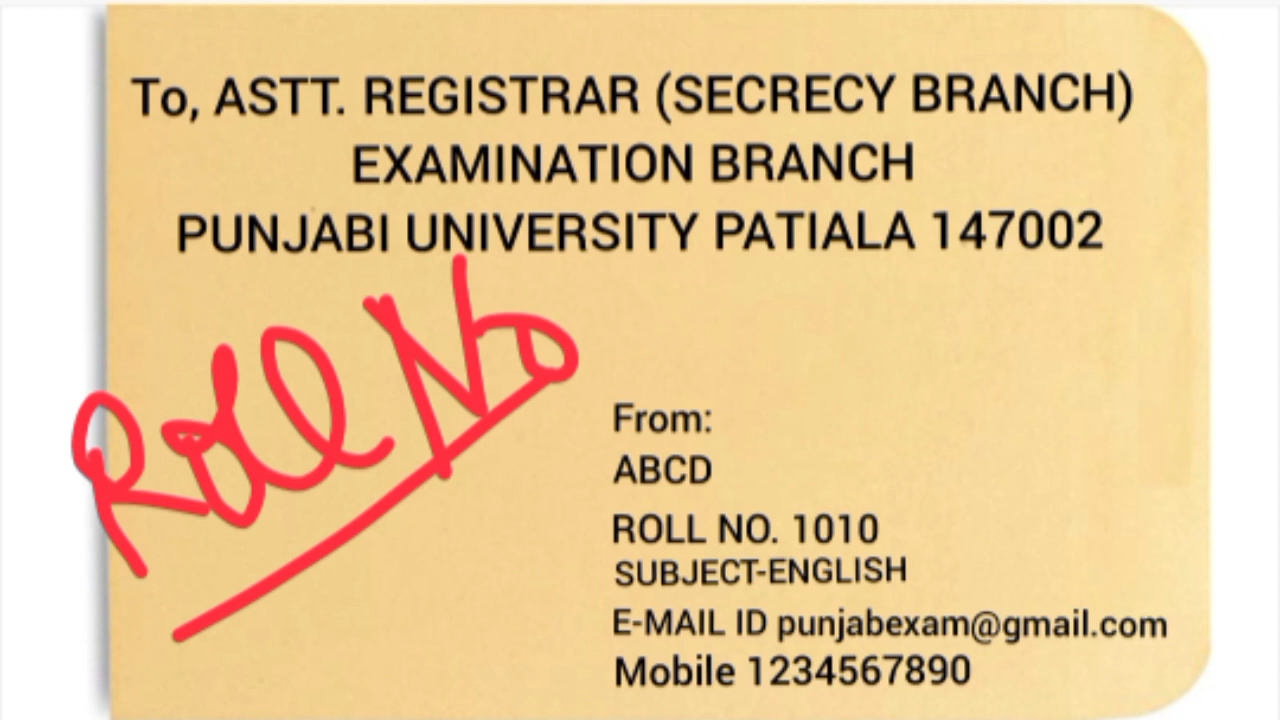 To, ASTT. REGISTRAR (SECRECY BRANCH)
EXAMINATION BRANCH
PUNJABI UNIVERSITY PATIALA 147002
Roll No
From:
ABCD
ROLL NO. 1010
SUBJECT-ENGLISH
E-MAIL ID punjabexam@gmail.com
Mobile 1234567890